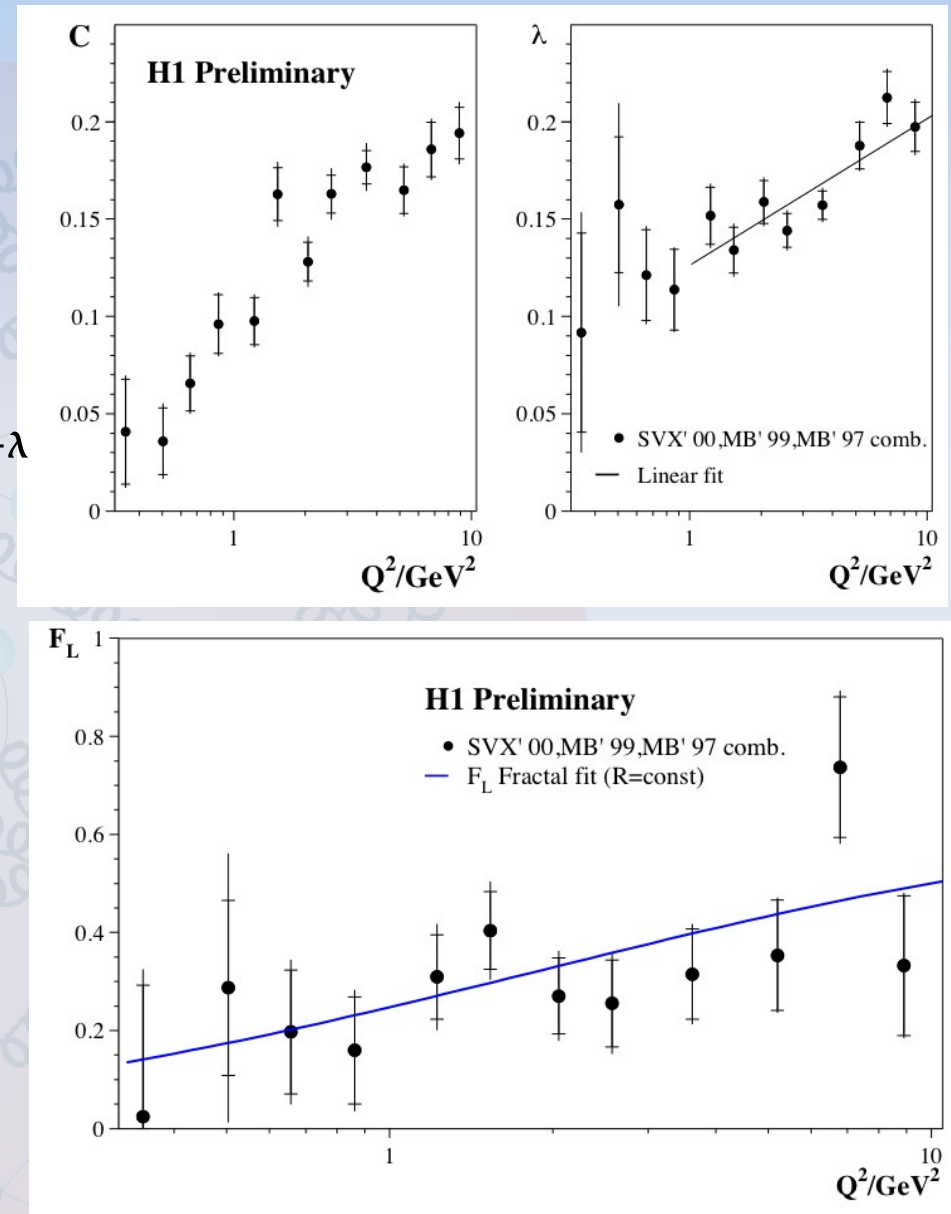 C
H1 Preliminary
0.2
0.15
0.1
0.05
0
1
10
Q²/GeV²
λ
0.2
0.15
0.1
0.05
0
SVX' 00,MB' 99,MB' 97 comb.
Linear fit
1
10
Q²/GeV²
-λ
F_L
1
H1 Preliminary
0.8
SVX' 00,MB' 99,MB' 97 comb.
F_L Fractal fit (R=const)
0.6
0.4
0.2
0
1
10
Q²/GeV²